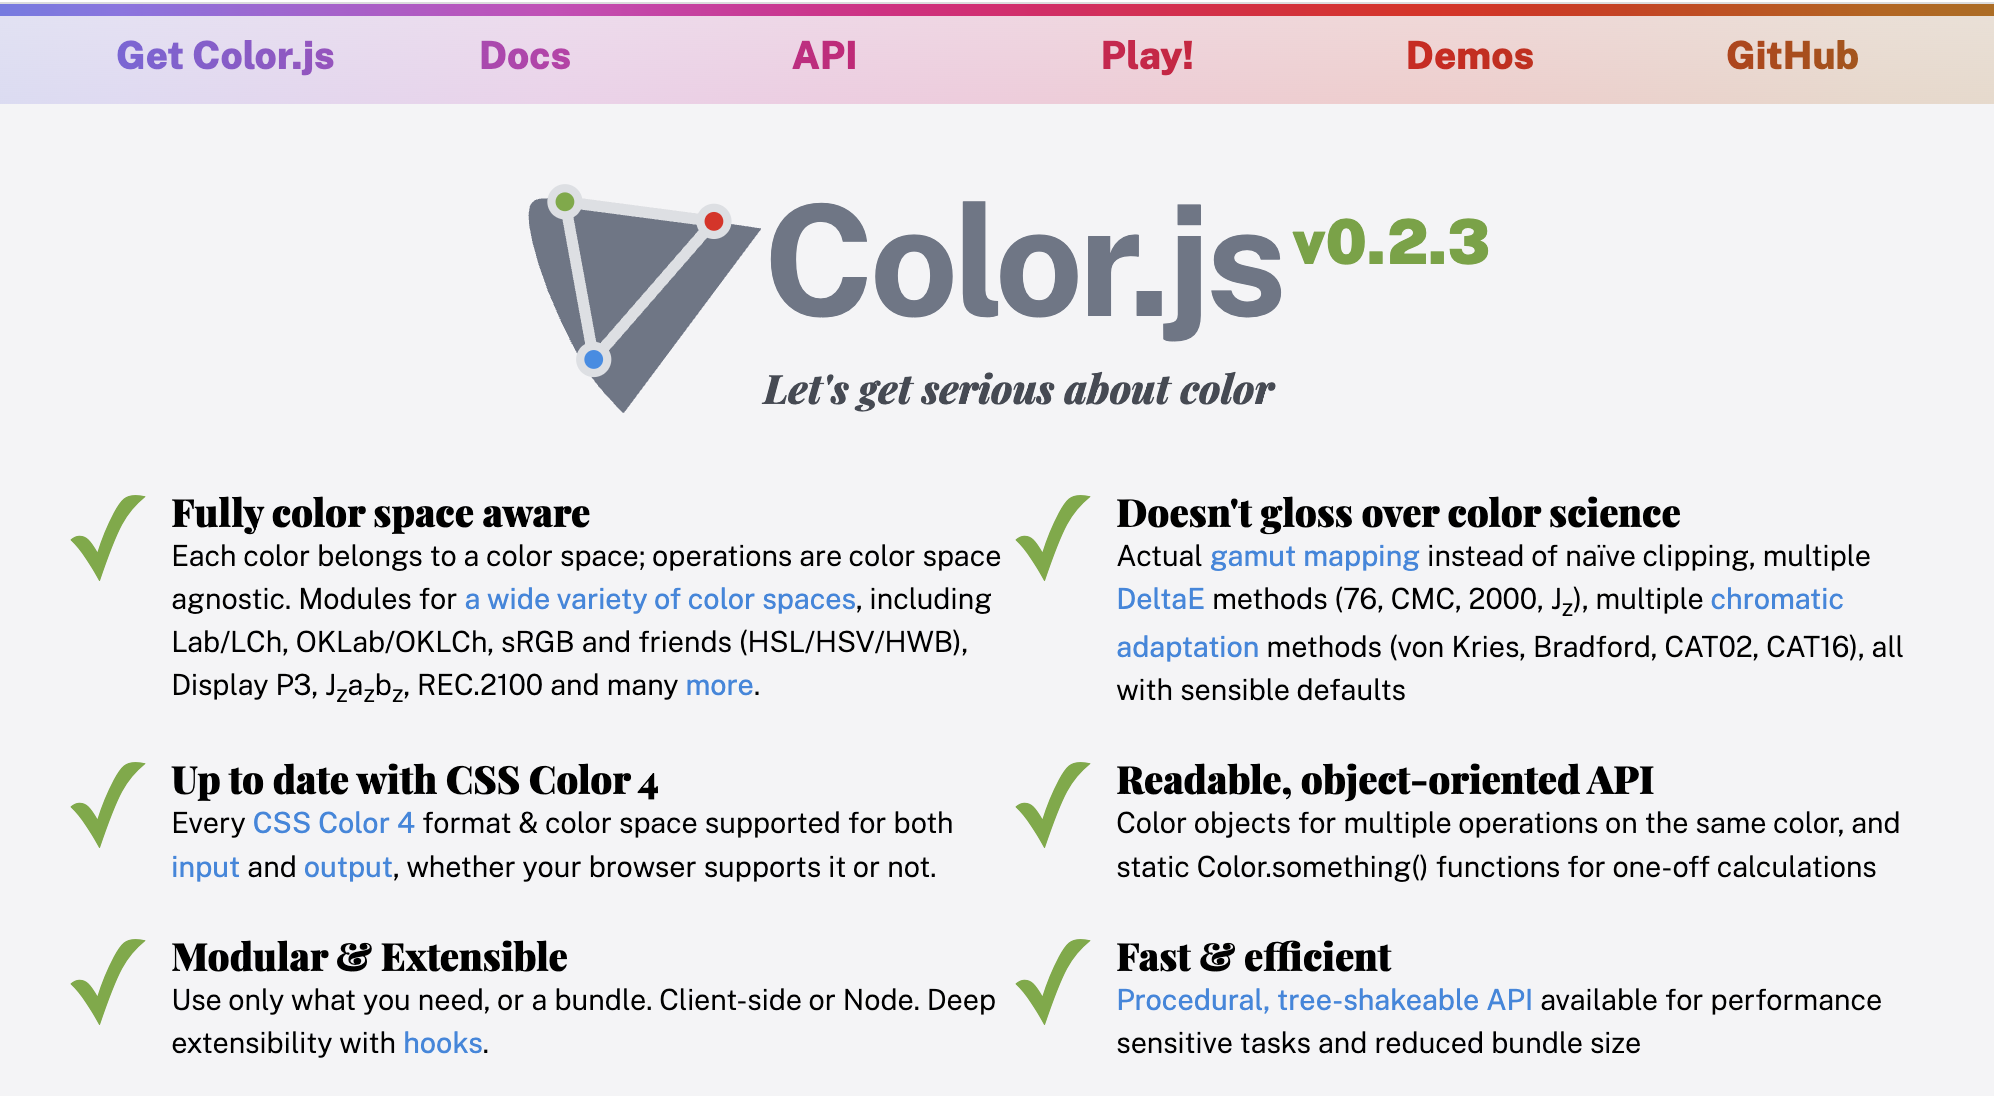 Get Color.js Docs API Play! Demos GitHub
Color.js v0.2.3
Let's get serious about color
Fully color space aware
Each color belongs to a color space; operations are color space
agnostic. Modules for a wide variety of color spaces, including
Lab/LCh, OKLab/OKLCh, sRGB and friends (HSL/HSV/HWB),
Display P3, Jzazbz, REC.2100 and many more.
Doesn't gloss over color science
Actual gamut mapping instead of naïve clipping, multiple
DeltaE methods (76, CMC, 2000, Jz), multiple chromatic
adaptation methods (von Kries, Bradford, CAT02, CAT16), all
with sensible defaults
Up to date with CSS Color 4
Every CSS Color 4 format & color space supported for both
input and output, whether your browser supports it or not.
Readable, object-oriented API
Color objects for multiple operations on the same color, and
static Color.something() functions for one-off calculations
Modular & Extensible
Use only what you need, or a bundle. Client-side or Node. Deep
extensibility with hooks.
Fast & efficient
Procedural, tree-shakeable API available for performance
sensitive tasks and reduced bundle size